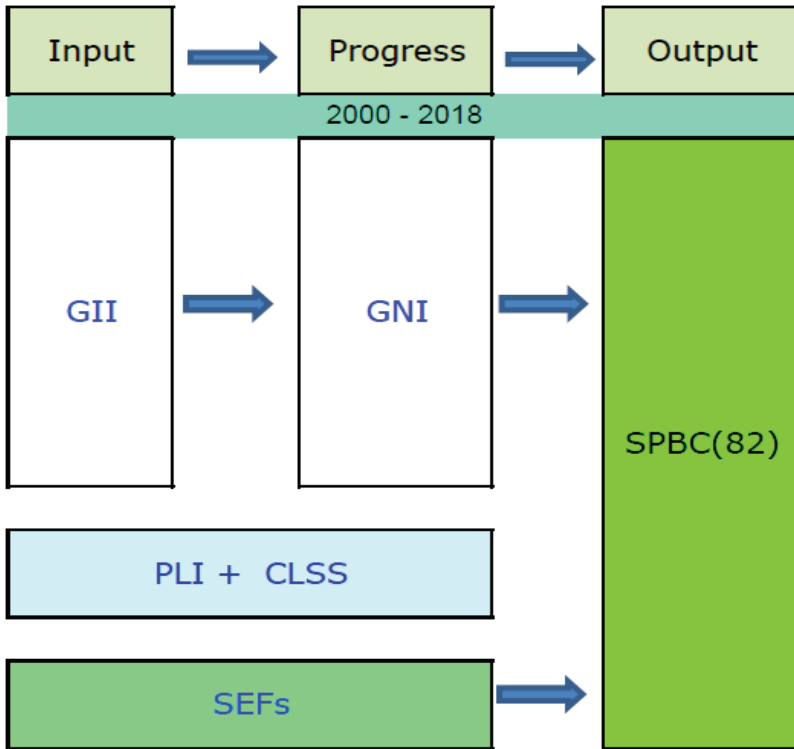 Input
Progress
Output
2000 - 2018
GII
GNI
SPBC(82)
PLI + CLSS
SEFs